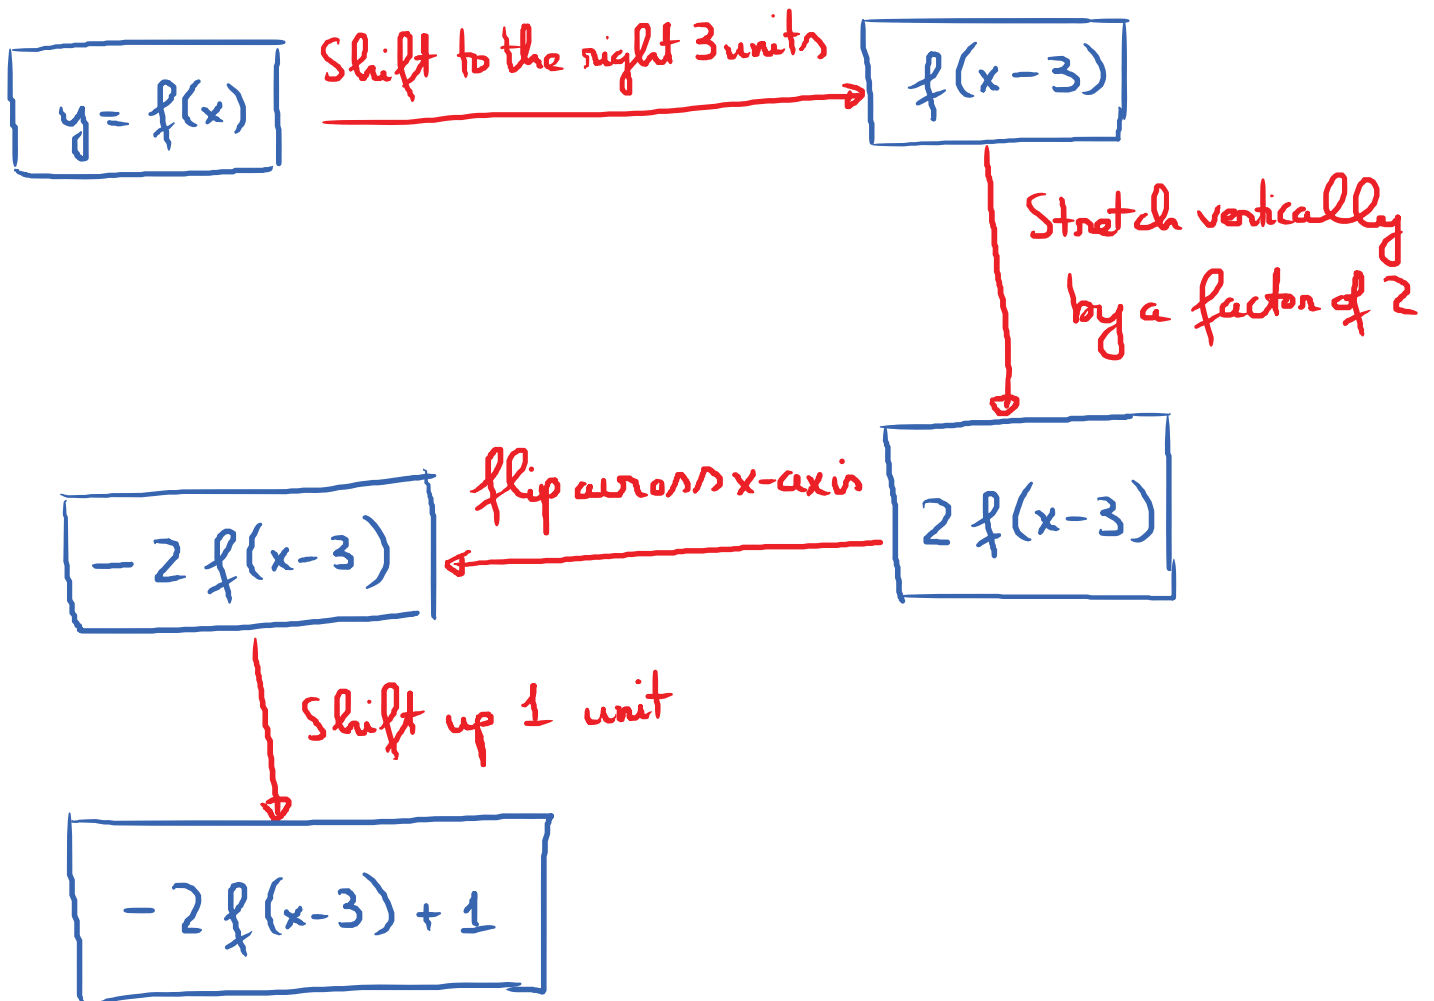 y = f(x)
Shift to the right 3 units
f(x-3)
Stretch vertically
by a factor of 2
2 f(x-3)
flip across x-axis
- 2 f(x-3)
Shift up 1 unit
- 2 f(x-3) + 1